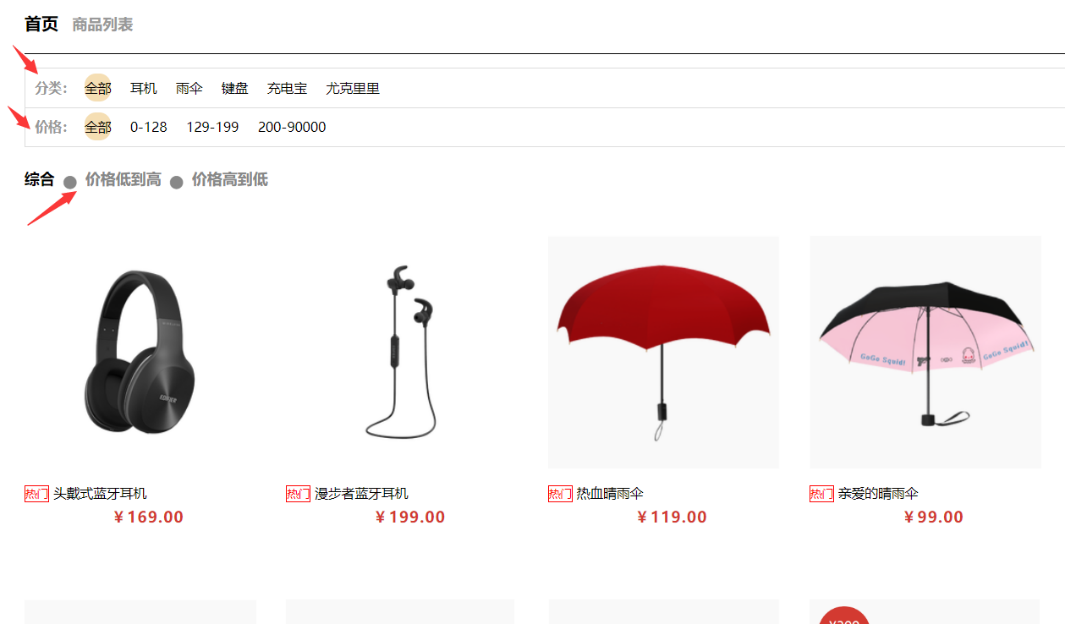 首页 商品列表
分类： 全部 耳机 雨伞 键盘 充电宝 尤克里里
价格： 全部 0-128 129-199 200-90000
综合 价格低到高 价格高到低
GoGo Squid! GoGo Squid!
热门 头戴式蓝牙耳机 热门 漫步者蓝牙耳机 热门 热血晴雨伞 热门 亲爱的晴雨伞
¥169.00 ¥199.00 ¥119.00 ¥99.00